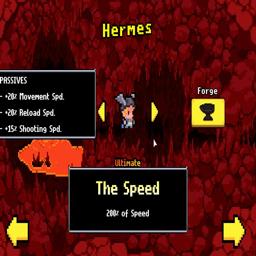 Hermes
PASSIVES
- +20% Movement Spd.
- +20% Reload Spd.
- +15% Shooting Spd.
Forge
Ultimate
The Speed
200% of Speed